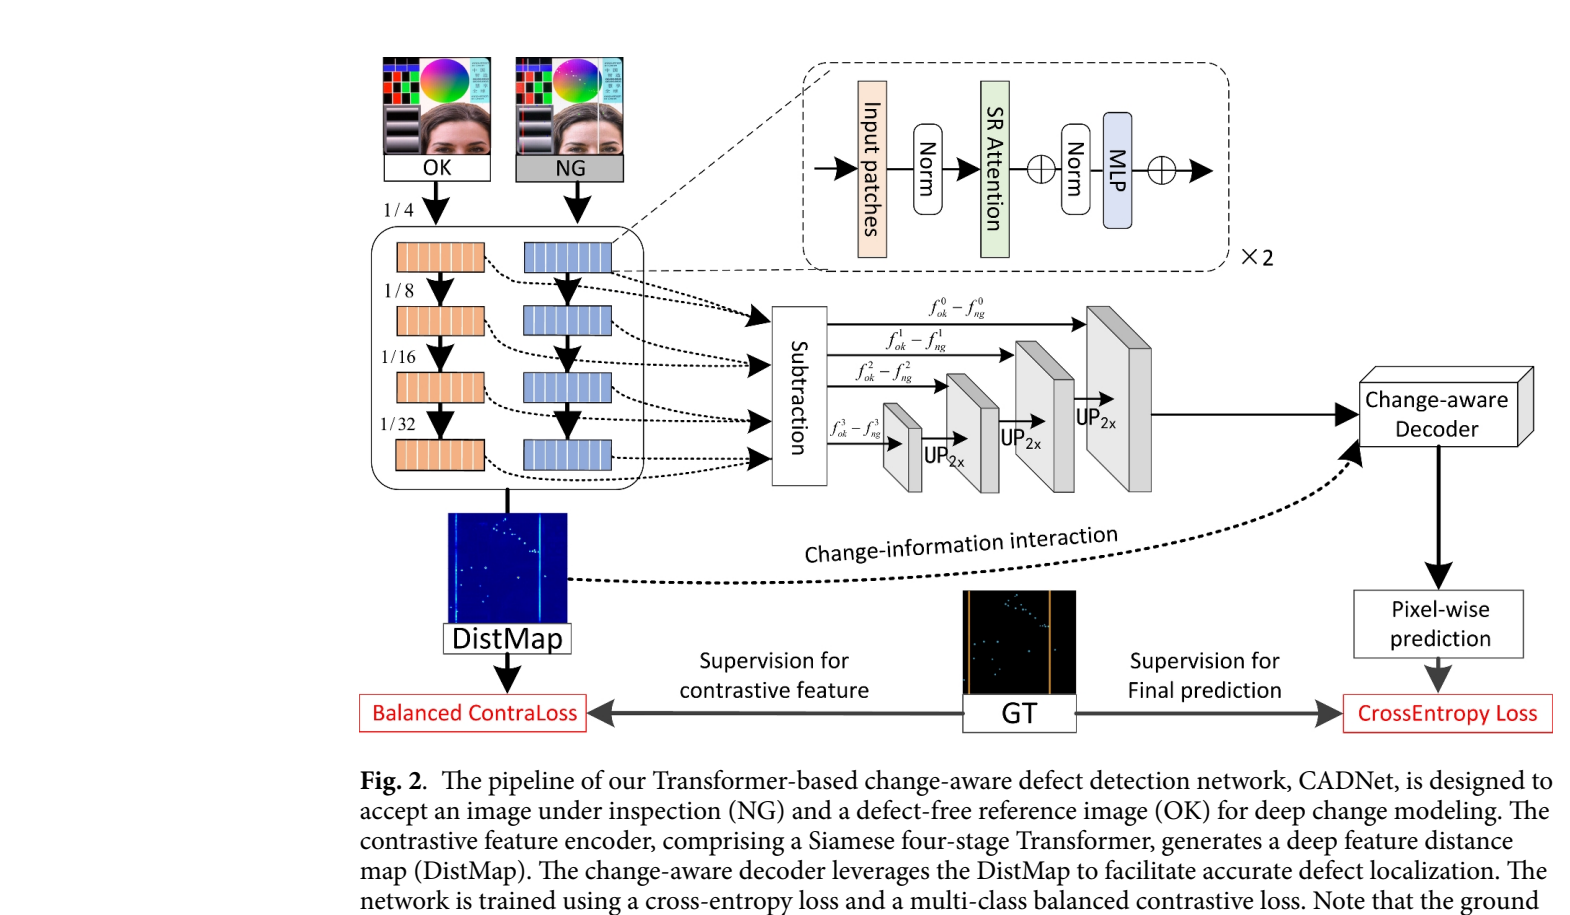 OK
NG
1/4
1/8
1/16
1/32
Input patches
Norm
SR Attention
Norm
MLP
×2
Subtraction
f⁰ₒₖ − f⁰ₙg
f¹ₒₖ − f¹ₙg
f²ₒₖ − f²ₙg
f³ₒₖ − f³ₙg
UP2x
UP2x
UP2x
Change-aware
Decoder
Change-information interaction
DistMap
Pixel-wise
prediction
Supervision for
contrastive feature
Supervision for
Final prediction
Balanced ContraLoss
GT
CrossEntropy Loss
Fig. 2. The pipeline of our Transformer-based change-aware defect detection network, CADNet, is designed to
accept an image under inspection (NG) and a defect-free reference image (OK) for deep change modeling. The
contrastive feature encoder, comprising a Siamese four-stage Transformer, generates a deep feature distance
map (DistMap). The change-aware decoder leverages the DistMap to facilitate accurate defect localization. The
network is trained using a cross-entropy loss and a multi-class balanced contrastive loss. Note that the ground